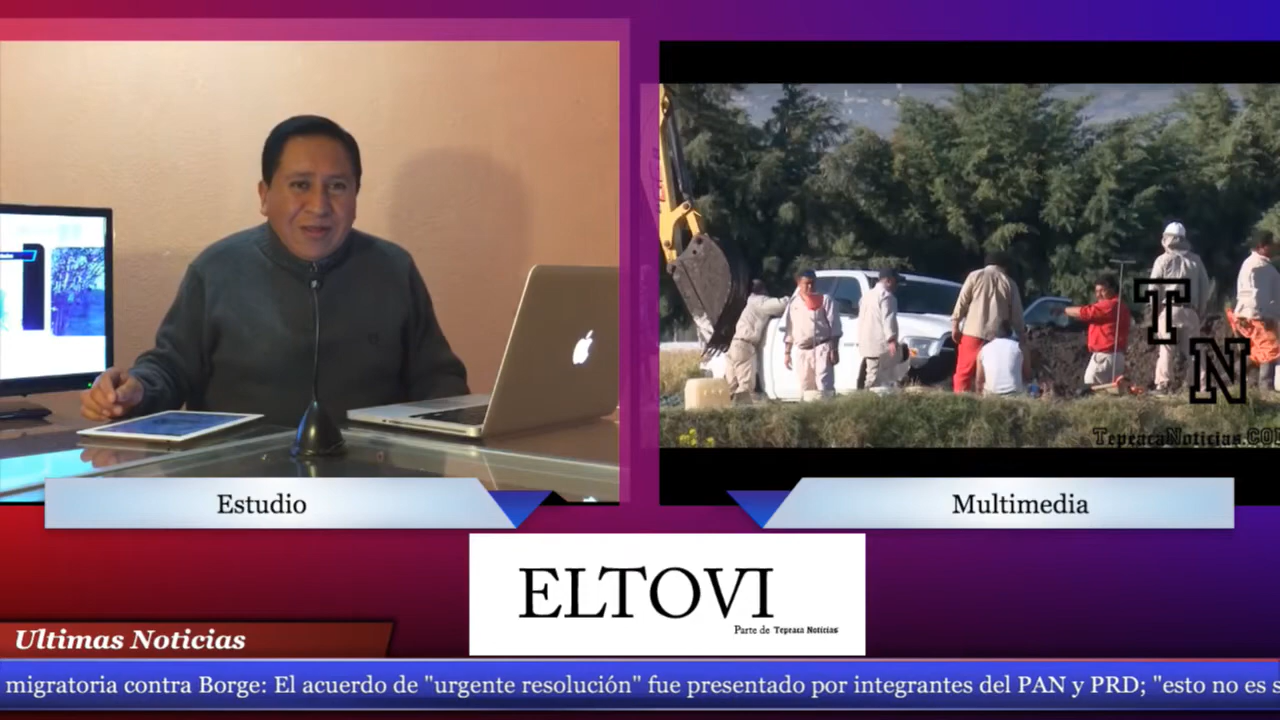 TN
TepeacaNoticias.CO
Estudio
Multimedia
ELTOVI
Parte de Tepeaca Noticias
Ultimas Noticias
migratoria contra Borge: El acuerdo de "urgente resolución" fue presentado por integrantes del PAN y PRD; "esto no es s